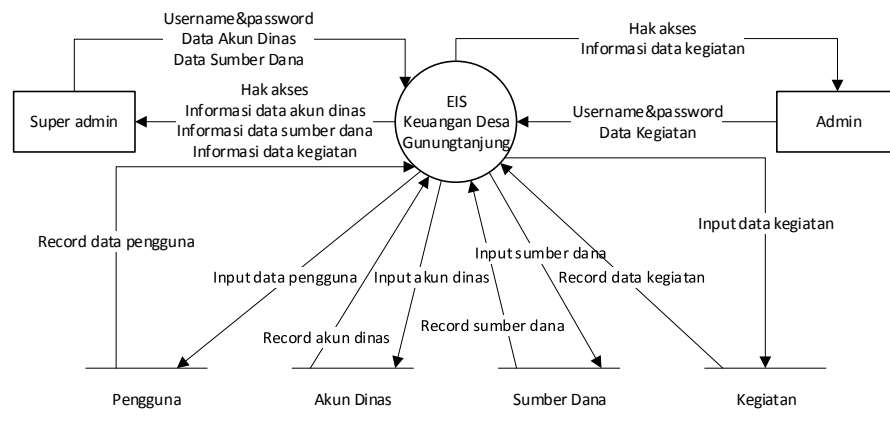 Username&password
Data Akun Dinas
Data Sumber Dana
Hak akses
Informasi data kegiatan
Super admin
Hak akses
Informasi data akun dinas
Informasi data sumber dana
Informasi data kegiatan
EIS
Keuangan Desa
Gunungtanjung
Username&password
Data Kegiatan
Admin
Record data pengguna
Input data pengguna
Input akun dinas
Input sumber dana
Record data kegiatan
Input data kegiatan
Record akun dinas
Record sumber dana
Pengguna
Akun Dinas
Sumber Dana
Kegiatan